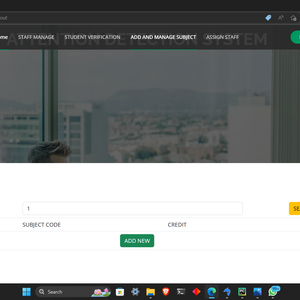 ATTENTION DETECTION SYSTEM
me STAFF MANAGE STUDENT VERIFICATION ADD AND MANAGE SUBJECT ASSIGN STAFF
1
SE
SUBJECT CODE CREDIT
ADD NEW
Search